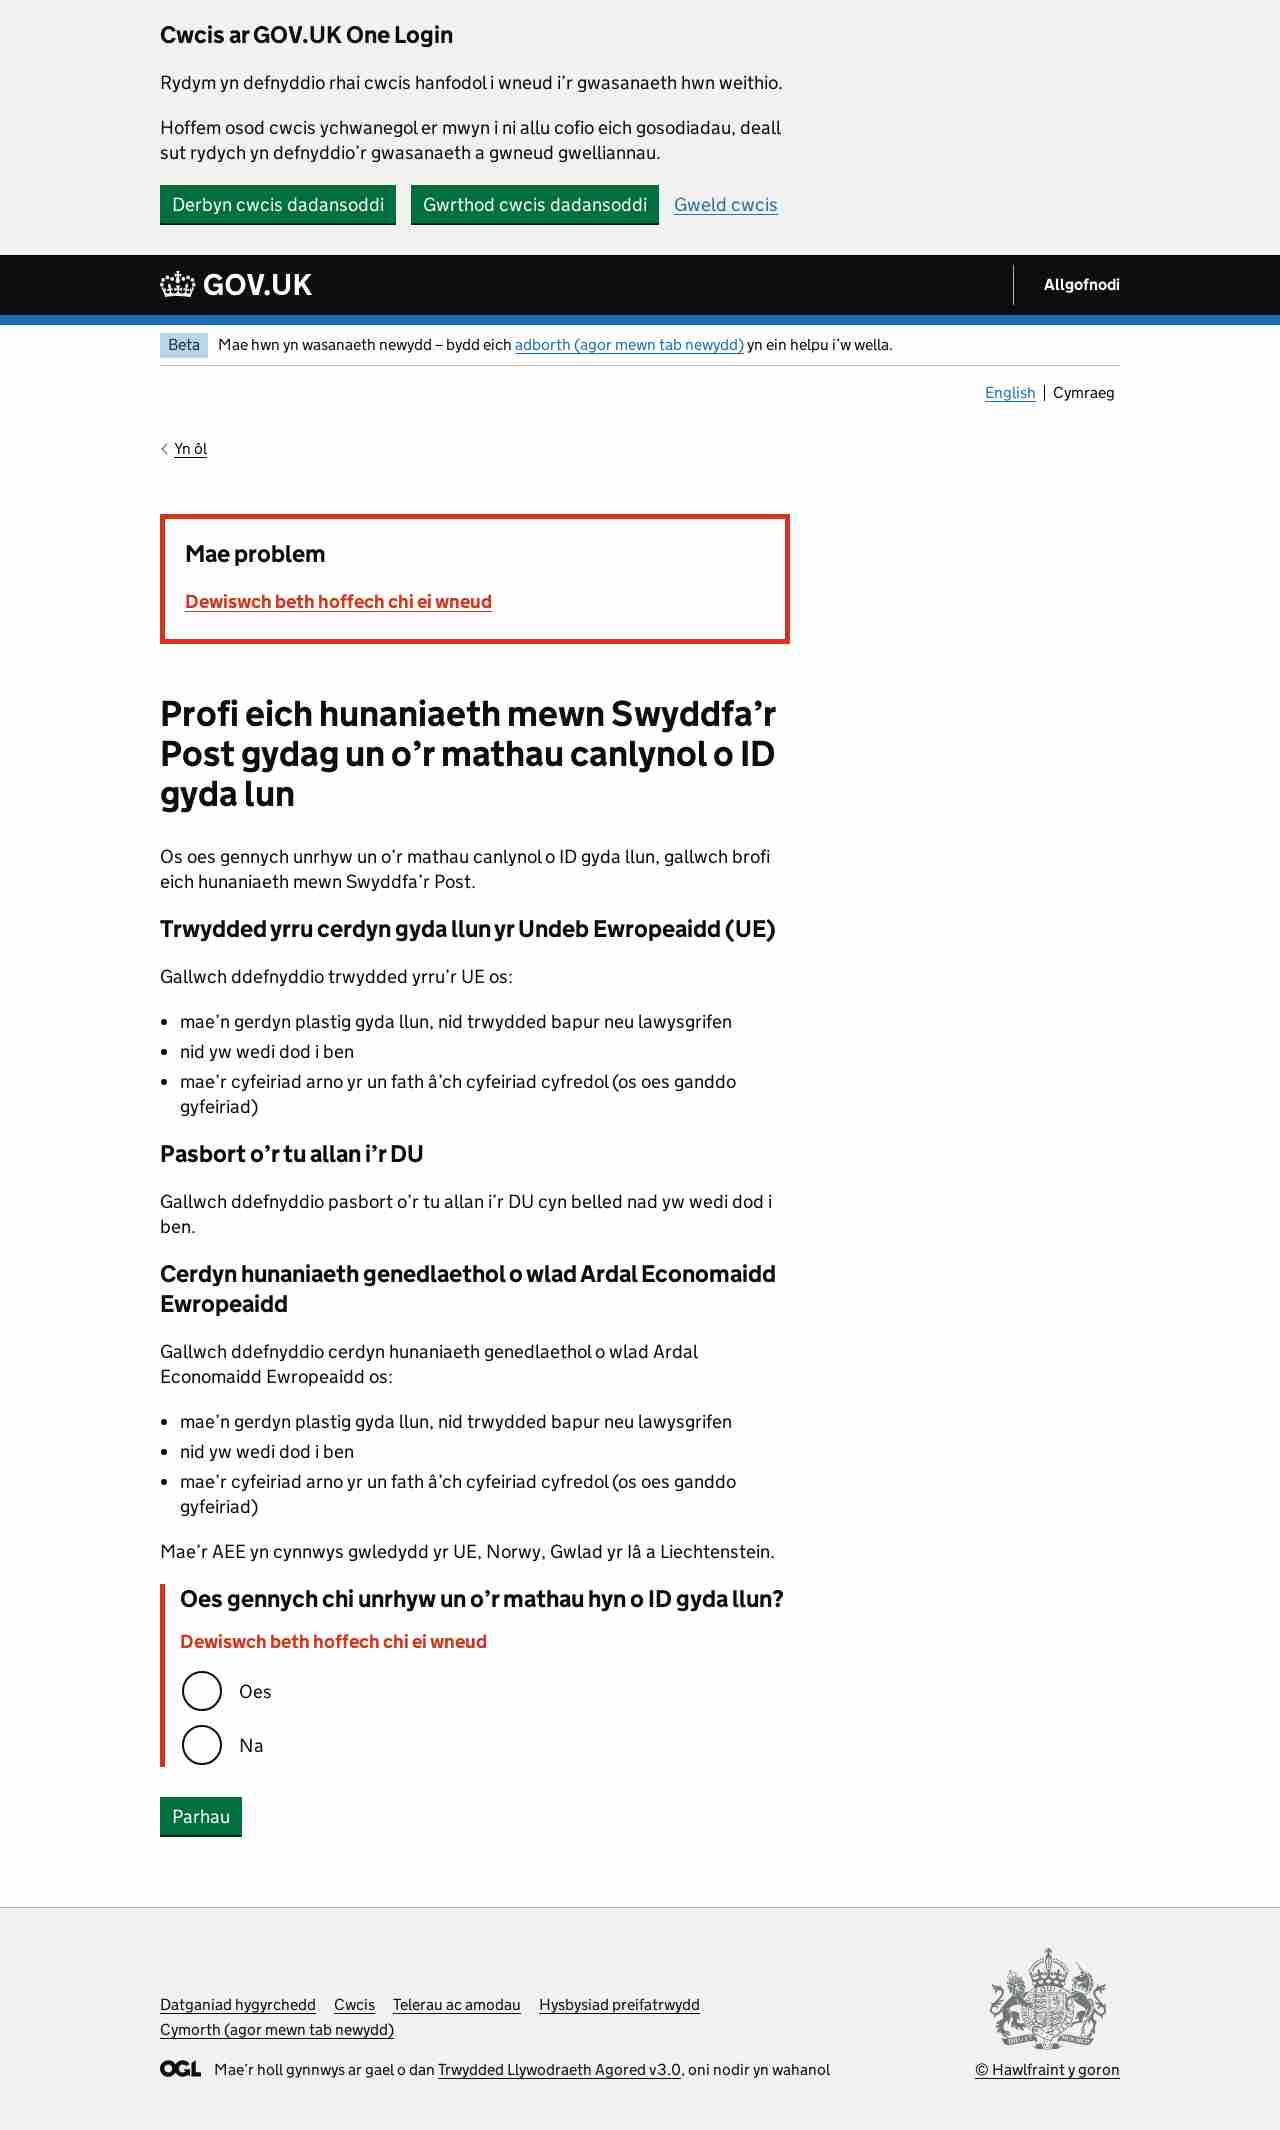 Cwcis ar GOV.UK One Login
Rydym yn defnyddio rhai cwcis hanfodol i wneud i’r gwasanaeth hwn weithio.
Hoffem osod cwcis ychwanegol er mwyn i ni allu cofio eich gosodiadau, deall
sut rydych yn defnyddio’r gwasanaeth a gwneud gwelliannau.
Derbyn cwcis dadansoddi Gwrthod cwcis dadansoddi Gweld cwcis
GOV.UK Allgofnodi
Beta Mae hwn yn wasanaeth newydd – bydd eich adborth (agor mewn tab newydd) yn ein helpu i’w wella.
English Cymraeg
Yn ôl
Mae problem
Dewiswch beth hoffech chi ei wneud
Profi eich hunaniaeth mewn Swyddfa’r
Post gydag un o’r mathau canlynol o ID
gyda lun
Os oes gennych unrhyw un o’r mathau canlynol o ID gyda llun, gallwch brofi
eich hunaniaeth mewn Swyddfa’r Post.
Trwydded yrru cerdyn gyda llun yr Undeb Ewropeaidd (UE)
Gallwch ddefnyddio trwydded yrru’r UE os:
• mae’n gerdyn plastig gyda llun, nid trwydded bapur neu lawysgrifen
• nid yw wedi dod i ben
• mae’r cyfeiriad arno yr un fath â’ch cyfeiriad cyfredol (os oes ganddo
gyfeiriad)
Pasbort o’r tu allan i’r DU
Gallwch ddefnyddio pasbort o’r tu allan i’r DU cyn belled nad yw wedi dod i
ben.
Cerdyn hunaniaeth genedlaethol o wlad Ardal Economaidd
Ewropeaidd
Gallwch ddefnyddio cerdyn hunaniaeth genedlaethol o wlad Ardal
Economaidd Ewropeaidd os:
• mae’n gerdyn plastig gyda llun, nid trwydded bapur neu lawysgrifen
• nid yw wedi dod i ben
• mae’r cyfeiriad arno yr un fath â’ch cyfeiriad cyfredol (os oes ganddo
gyfeiriad)
Mae’r AEE yn cynnwys gwledydd yr UE, Norwy, Gwlad yr Iâ a Liechtenstein.
Oes gennych chi unrhyw un o’r mathau hyn o ID gyda llun?
Dewiswch beth hoffech chi ei wneud
Oes
Na
Parhau
Datganiad hygyrchedd Cwcis Telerau ac amodau Hysbysiad preifatrwydd
Cymorth (agor mewn tab newydd)
OGL Mae’r holl gynnwys ar gael o dan Trwydded Llywodraeth Agored v3.0, oni nodir yn wahanol
© Hawlfraint y goron